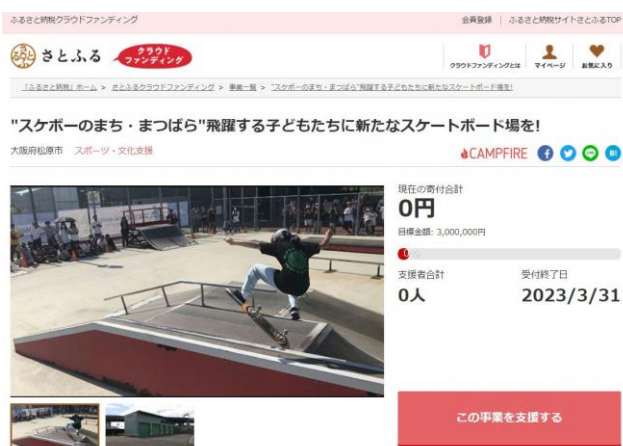 ふるさと納税クラウドファンディング
会員登録 | ふるさと納税サイトさとふるTOP
さとふる クラウドファンディング
クラウドファンディングとは マイページ お気に入り
「ふるさと納税」ホーム > さとふるクラウドファンディング > 事業一覧 > "スケボーのまち・まつばら"飛躍する子どもたちに新たなスケートボード場を!
"スケボーのまち・まつばら"飛躍する子どもたちに新たなスケートボード場を!
大阪府松原市 スポーツ・文化支援
CAMPFIRE
現在の寄付合計
0円
目標金額: 3,000,000円
0%
支援者合計 受付終了日
0人 2023/3/31
この事業を支援する